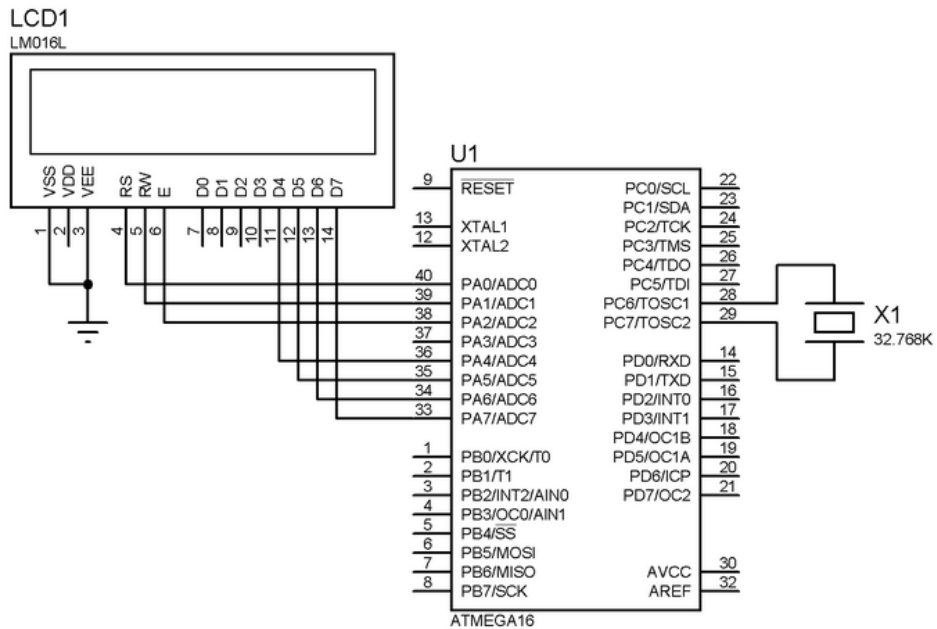 LCD1
LM016L
VSS VDD VEE RS RW E D0 D1 D2 D3 D4 D5 D6 D7
1 2 3 4 5 6 7 8 9 10 11 12 13 14
U1
9 RESET PC0/SCL 22
PC1/SDA 23
13 XTAL1 PC2/TCK 24
12 XTAL2 PC3/TMS 25
PC4/TDO 26
40 PA0/ADC0 PC5/TDI 27
39 PA1/ADC1 PC6/TOSC1 28
38 PA2/ADC2 PC7/TOSC2 29
37 PA3/ADC3
36 PA4/ADC4 PD0/RXD 14
35 PA5/ADC5 PD1/TXD 15
34 PA6/ADC6 PD2/INT0 16
33 PA7/ADC7 PD3/INT1 17
PD4/OC1B 18
1 PB0/XCK/T0 PD5/OC1A 19
2 PB1/T1 PD6/ICP 20
3 PB2/INT2/AIN0 PD7/OC2 21
4 PB3/OC0/AIN1
5 PB4/SS
6 PB5/MOSI
7 PB6/MISO AVCC 30
8 PB7/SCK AREF 32
ATMEGA16
X1
32.768K